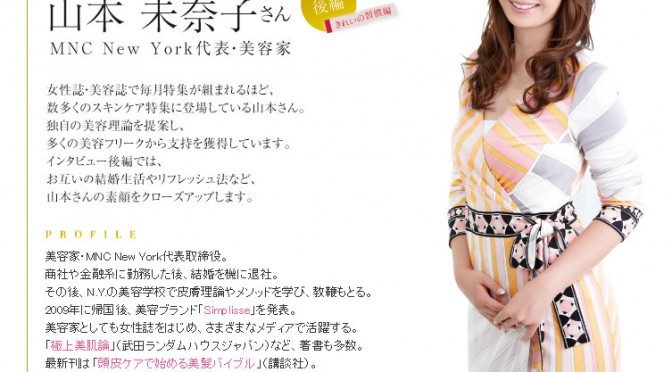 山本 未奈子さん
後編
きれいの習慣編
MNC New York代表・美容家
女性誌・美容誌で毎月特集が組まれるほど、
数多くのスキンケア特集に登場している山本さん。
独自の美容理論を提案し、
多くの美容フリークから支持を獲得しています。
インタビュー後編では、
お互いの結婚生活やリフレッシュ法など、
山本さんの素顔をクローズアップします。
PROFILE
美容家・MNC New York代表取締役。
商社や金融系に勤務した後、結婚を機に退社。
その後、N.Y.の美容学校で皮膚理論やメソッドを学び、教鞭もとる。
2009年に帰国後、美容ブランド「Simplisse」を発表。
美容家としても女性誌をはじめ、さまざまなメディアで活躍する。
「極上美肌論」(武田ランダムハウスジャパン)など、著書も多数。
最新刊は「頭皮ケアで始める美髪バイブル」(講談社)。